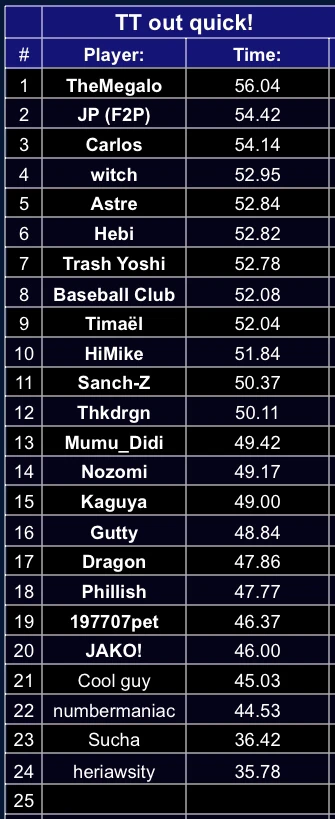 TT out quick!
# Player: Time:
1 TheMegalo 56.04
2 JP (F2P) 54.42
3 Carlos 54.14
4 witch 52.95
5 Astre 52.84
6 Hebi 52.82
7 Trash Yoshi 52.78
8 Baseball Club 52.08
9 Timaël 52.04
10 HiMike 51.84
11 Sanch-Z 50.37
12 Thkdrgn 50.11
13 Mumu_Didi 49.42
14 Nozomi 49.17
15 Kaguya 49.00
16 Gutty 48.84
17 Dragon 47.86
18 Phillish 47.77
19 197707pet 46.37
20 JAKO! 46.00
21 Cool guy 45.03
22 numbermaniac 44.53
23 Sucha 36.42
24 heriawsity 35.78
25